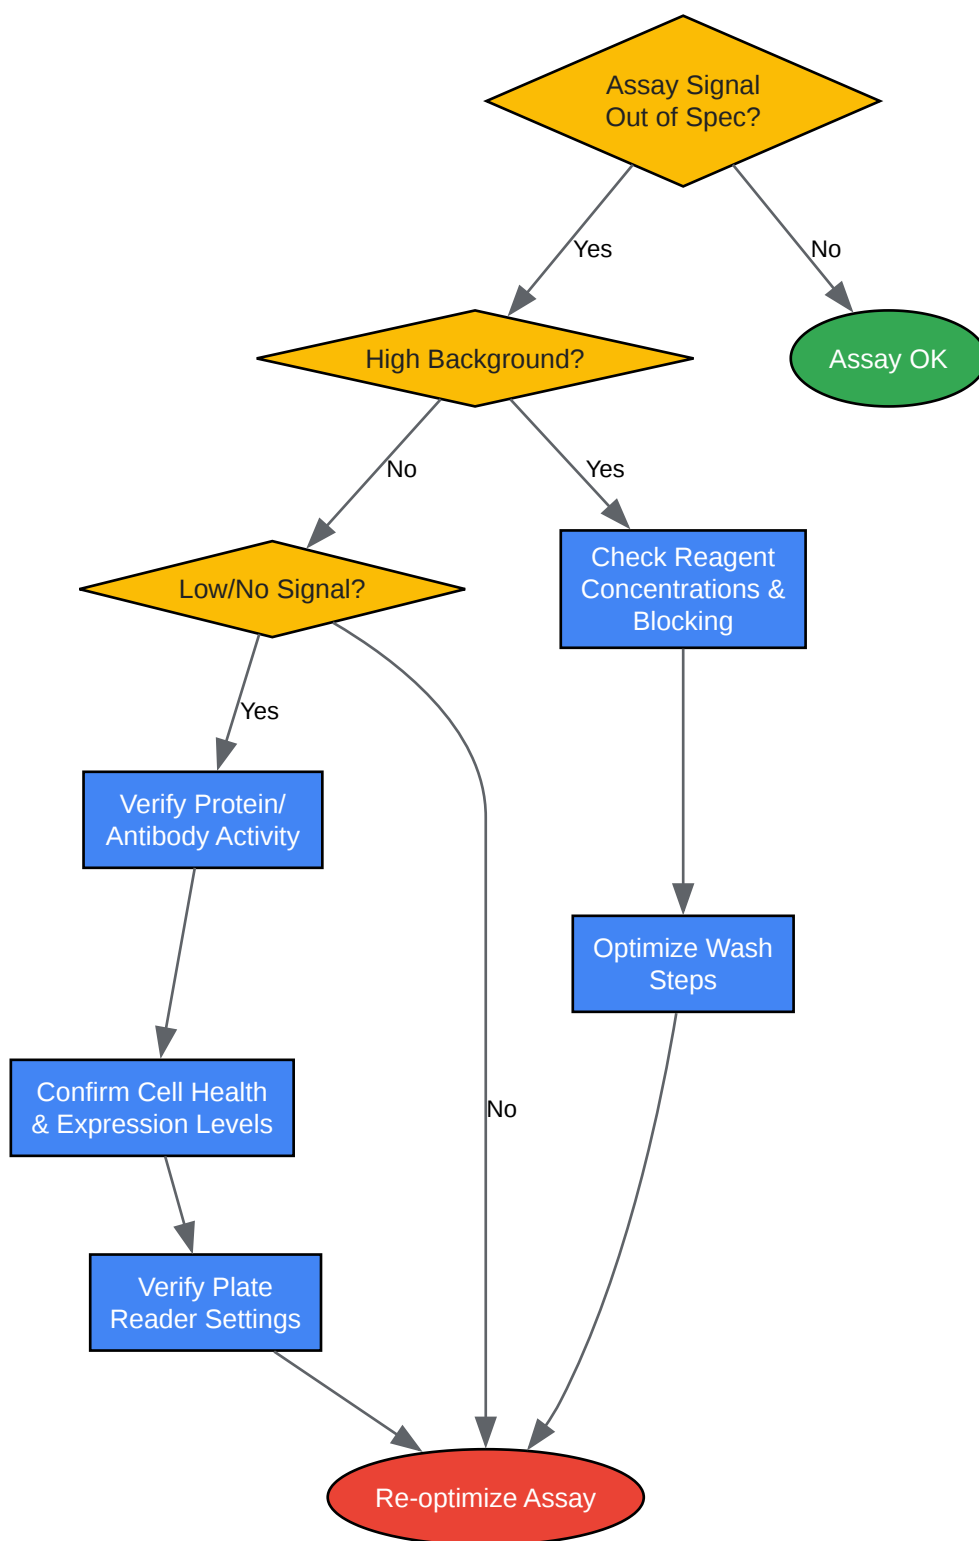 Assay Signal
Out of Spec?
Yes
No
High Background?
Assay OK
No
Yes
Low/No Signal?
Check Reagent
Concentrations &
Blocking
Yes
Verify Protein/
Antibody Activity
Optimize Wash
Steps
Confirm Cell Health
& Expression Levels
No
Verify Plate
Reader Settings
Re-optimize Assay